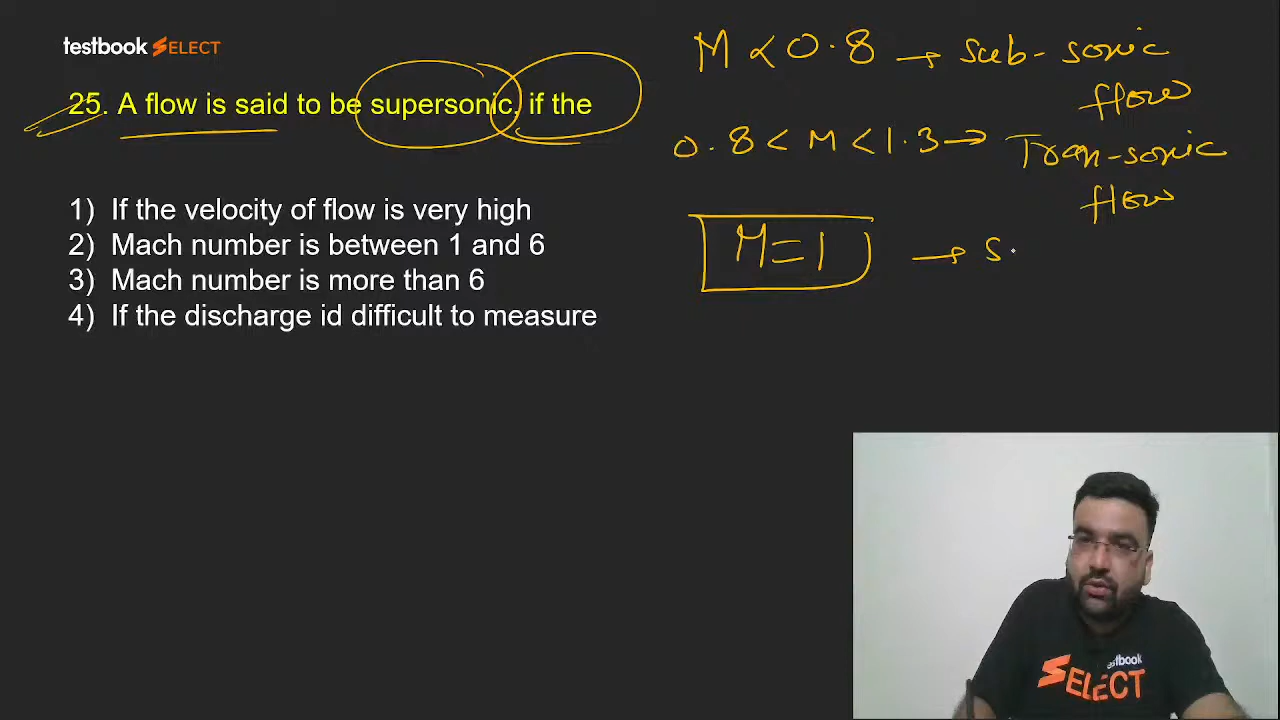 testbook SELECT
25. A flow is said to be supersonic, if the
1) If the velocity of flow is very high
2) Mach number is between 1 and 6
3) Mach number is more than 6
4) If the discharge id difficult to measure
M < 0.8 → sub-sonic
flow
0.8 < M < 1.3 → Tran-sonic
flow
M = 1 → s
testbook
SELECT